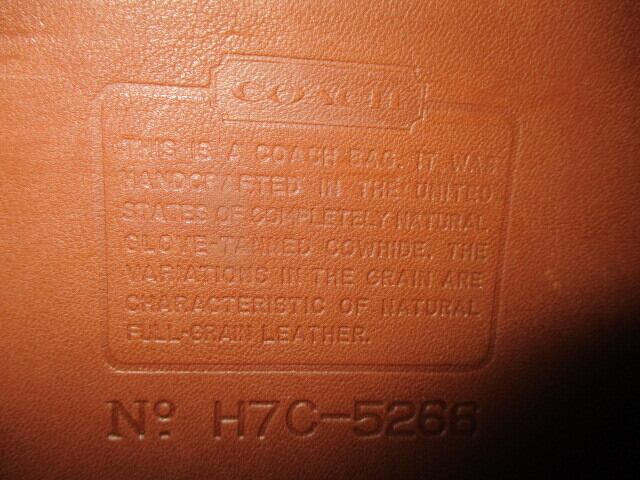 COACH
THIS IS A COACH BAG. IT WAS
HANDCRAFTED IN THE UNITED
STATES OF COMPLETELY NATURAL
GLOVE-TANNED COWHIDE. THE
VARIATIONS IN THE GRAIN ARE
CHARACTERISTIC OF NATURAL
FULL-GRAIN LEATHER.
Nº H7C-5266